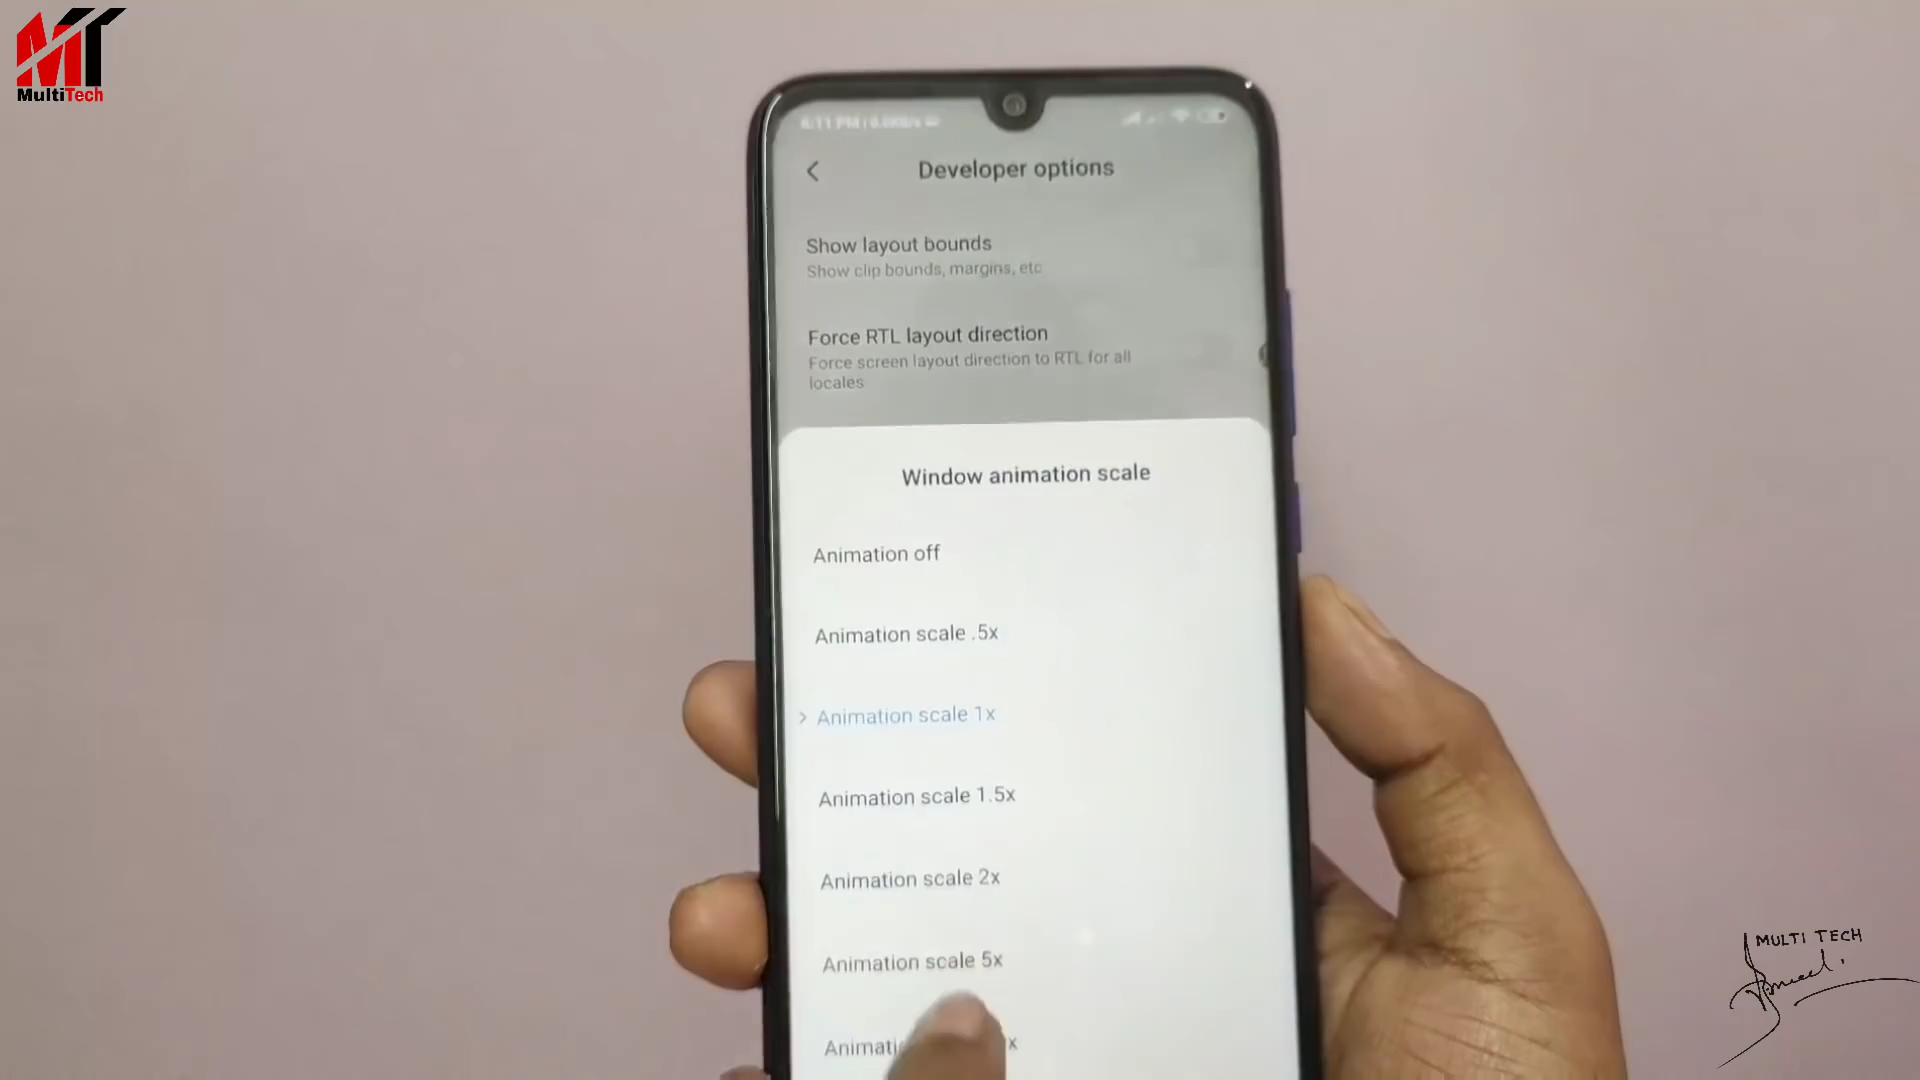 MT
MultiTech
Developer options
Show layout bounds
Show clip bounds, margins, etc
Force RTL layout direction
Force screen layout direction to RTL for all
locales
Window animation scale
Animation off
Animation scale .5x
> Animation scale 1x
Animation scale 1.5x
Animation scale 2x
Animation scale 5x
MULTI TECH